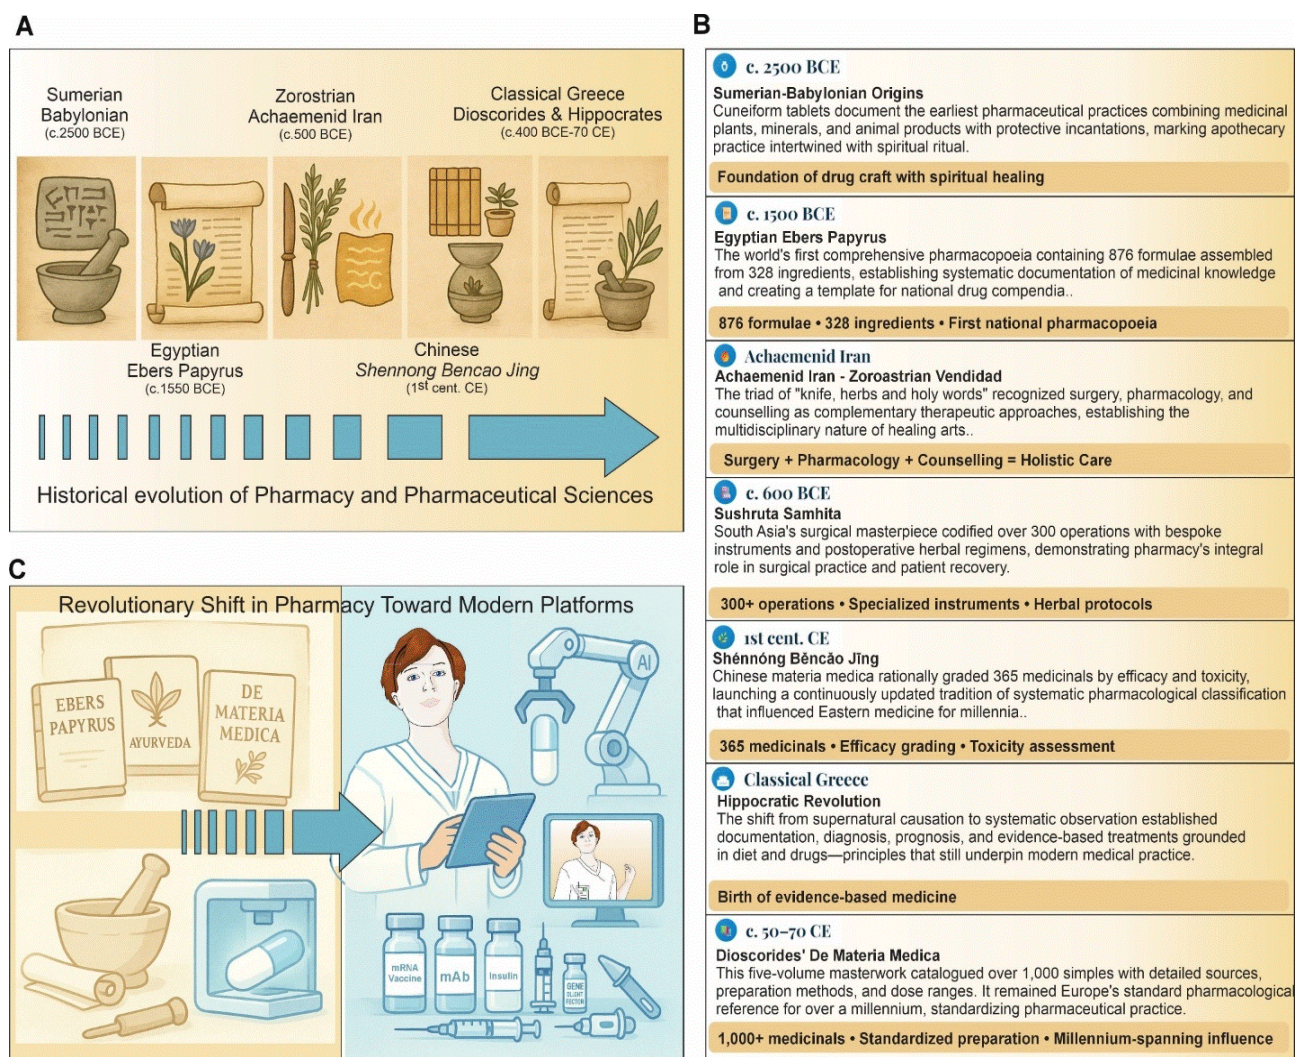 A
Sumerian
Babylonian
(c.2500 BCE)
Zorostrian
Achaemenid Iran
(c.500 BCE)
Classical Greece
Dioscorides & Hippocrates
(c.400 BCE-70 CE)
Egyptian
Ebers Papyrus
(c.1550 BCE)
Chinese
Shennong Bencao Jing
(1st cent. CE)
Historical evolution of Pharmacy and Pharmaceutical Sciences
B
c. 2500 BCE
Sumerian-Babylonian Origins
Cuneiform tablets document the earliest pharmaceutical practices combining medicinal
plants, minerals, and animal products with protective incantations, marking apothecary
practice intertwined with spiritual ritual.
Foundation of drug craft with spiritual healing
c. 1500 BCE
Egyptian Ebers Papyrus
The world's first comprehensive pharmacopoeia containing 876 formulae assembled
from 328 ingredients, establishing systematic documentation of medicinal knowledge
and creating a template for national drug compendia..
876 formulae • 328 ingredients • First national pharmacopoeia
Achaemenid Iran
Achaemenid Iran - Zoroastrian Vendidad
The triad of "knife, herbs and holy words" recognized surgery, pharmacology, and
counselling as complementary therapeutic approaches, establishing the
multidisciplinary nature of healing arts..
Surgery + Pharmacology + Counselling = Holistic Care
c. 600 BCE
Sushruta Samhita
South Asia's surgical masterpiece codified over 300 operations with bespoke
instruments and postoperative herbal regimens, demonstrating pharmacy's integral
role in surgical practice and patient recovery.
300+ operations • Specialized instruments • Herbal protocols
1st cent. CE
Shénnóng Běncǎo Jīng
Chinese materia medica rationally graded 365 medicinals by efficacy and toxicity,
launching a continuously updated tradition of systematic pharmacological classification
that influenced Eastern medicine for millennia..
365 medicinals • Efficacy grading • Toxicity assessment
Classical Greece
Hippocratic Revolution
The shift from supernatural causation to systematic observation established
documentation, diagnosis, prognosis, and evidence-based treatments grounded
in diet and drugs—principles that still underpin modern medical practice.
Birth of evidence-based medicine
c. 50–70 CE
Dioscorides' De Materia Medica
This five-volume masterwork catalogued over 1,000 simples with detailed sources,
preparation methods, and dose ranges. It remained Europe's standard pharmacological
reference for over a millennium, standardizing pharmaceutical practice.
1,000+ medicinals • Standardized preparation • Millennium-spanning influence
C
Revolutionary Shift in Pharmacy Toward Modern Platforms
EBERS
PAPYRUS
AYURVEDA
DE
MATERIA
MEDICA
AI
mRNA
Vaccine
mAb
Insulin
GENE